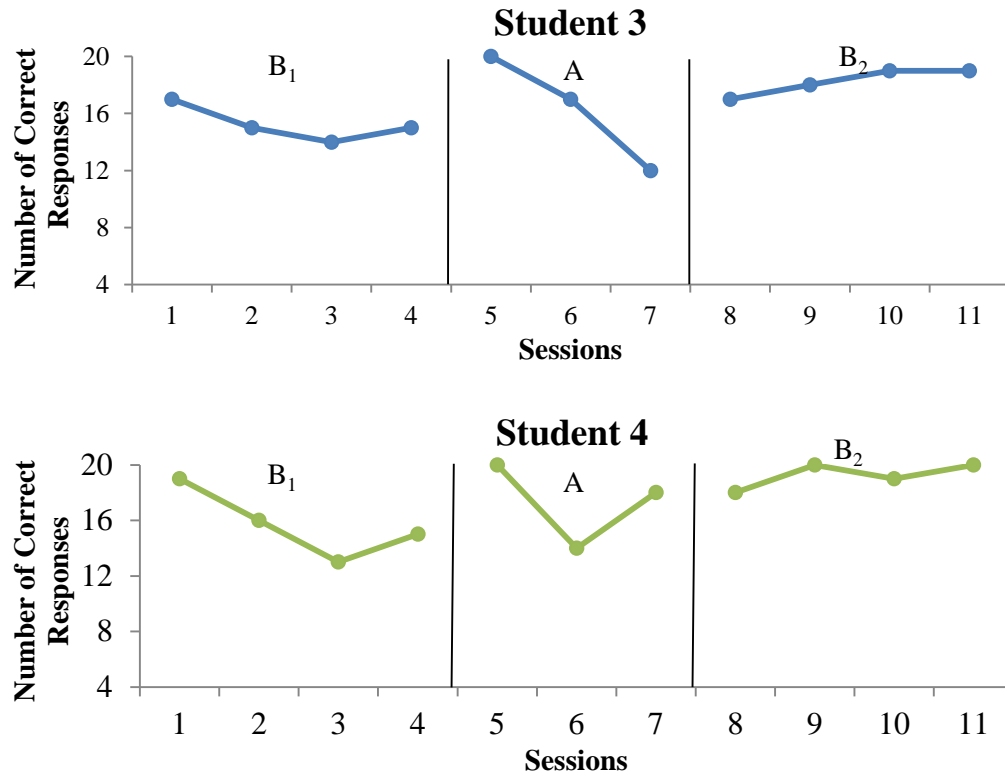 Student 3
B₁
A
B₂
Number of Correct
Responses
20
16
12
8
4
1 2 3 4 5 6 7 8 9 10 11
Sessions
Student 4
B₁
A
B₂
Number of Correct
Responses
20
16
12
8
4
1 2 3 4 5 6 7 8 9 10 11
Sessions